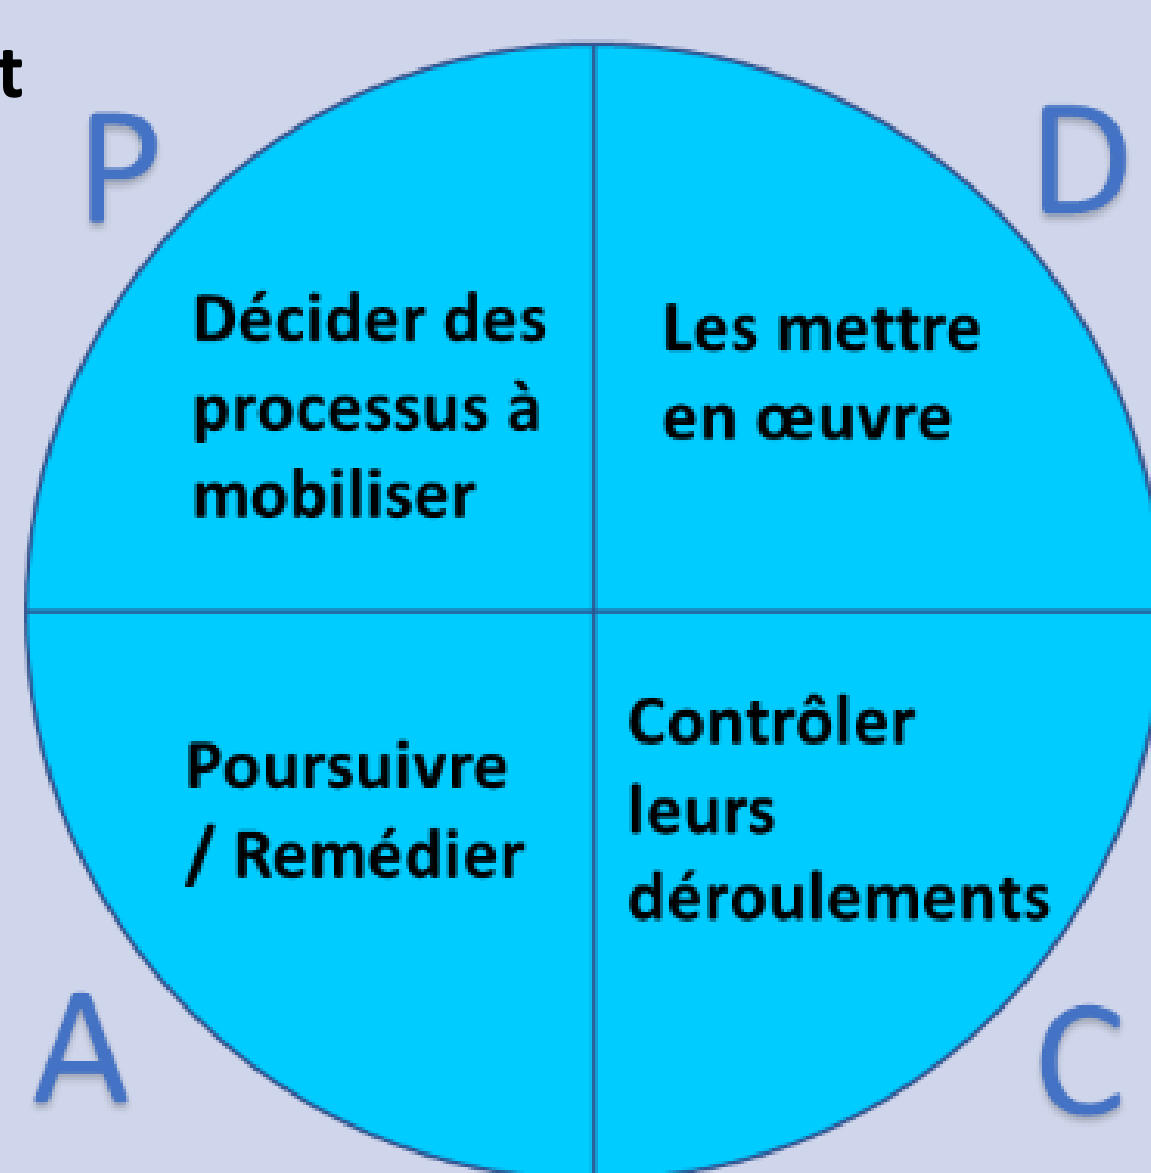 t
P
D
Décider des
processus à
mobiliser
Les mettre
en œuvre
Poursuivre
/ Remédier
Contrôler
leurs
déroulements
A
C